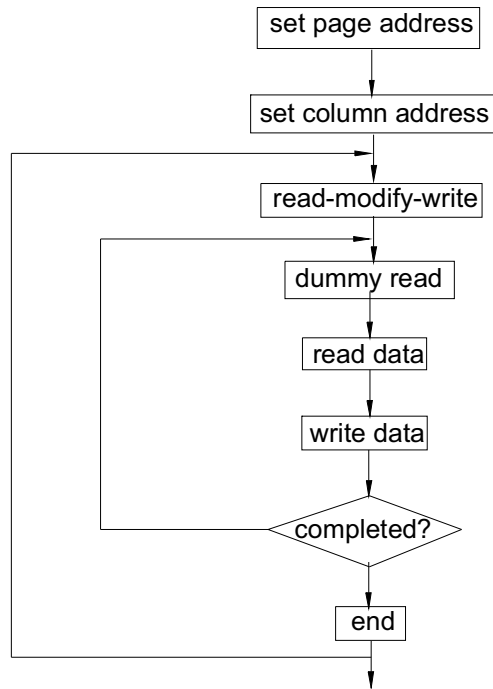 set page address
set column address
read-modify-write
dummy read
read data
write data
completed?
end